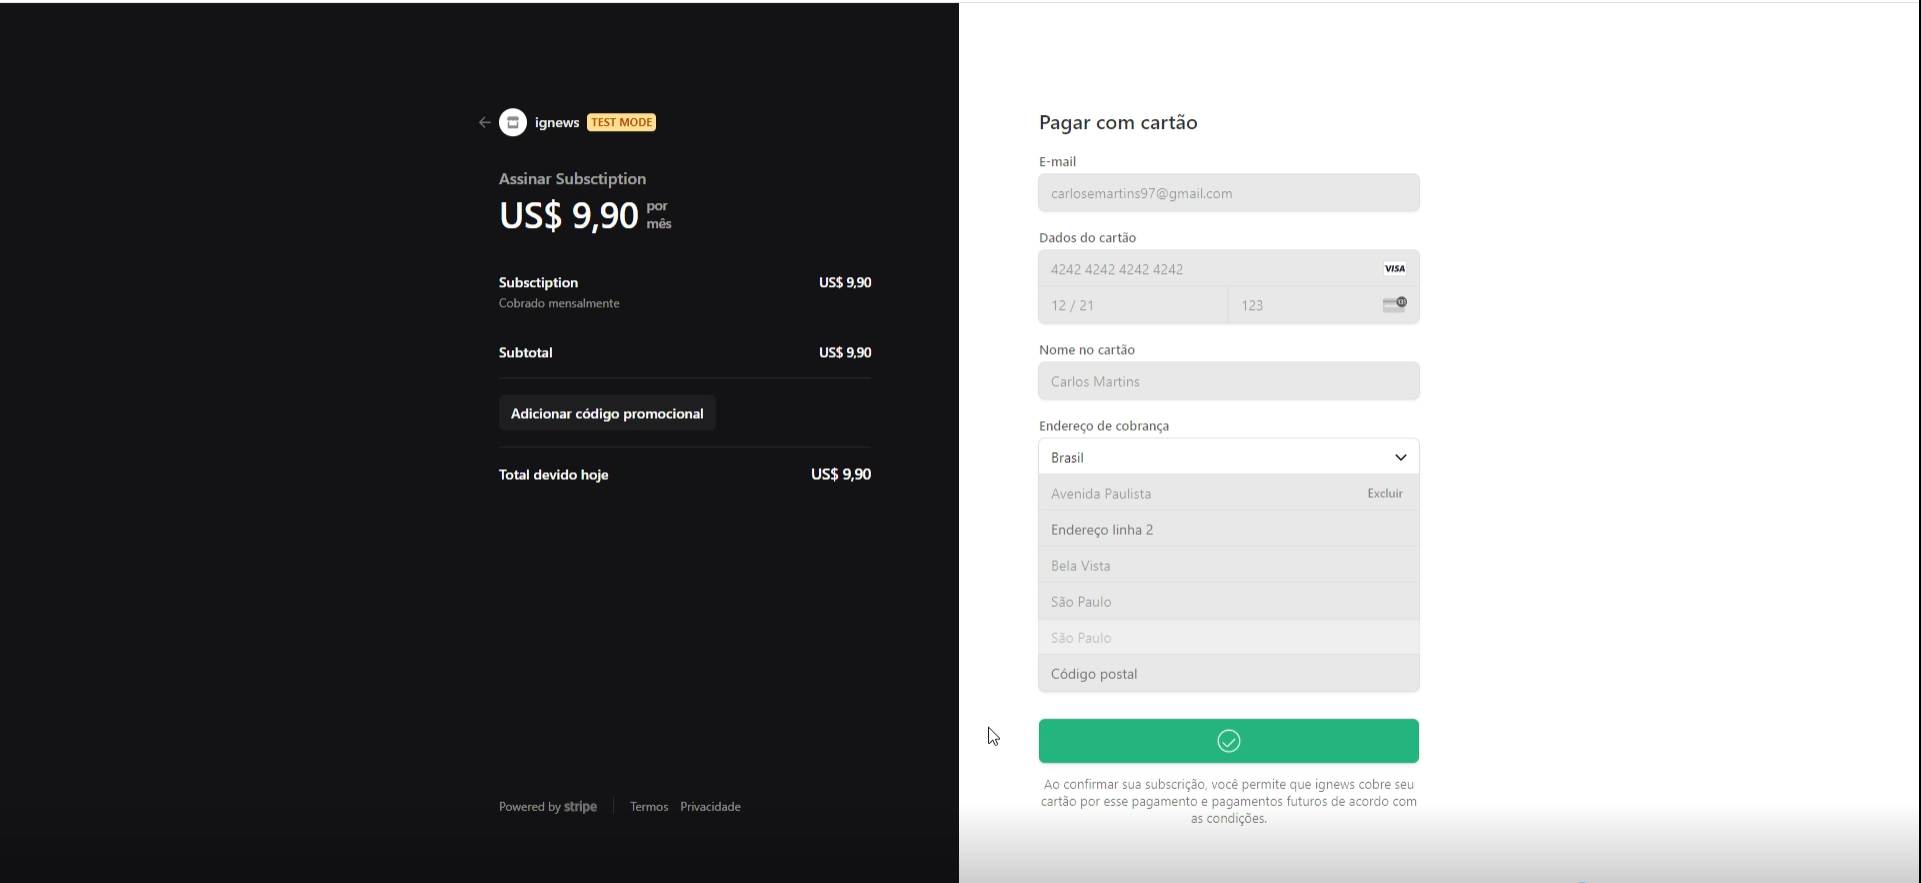 ignews TEST MODE
Assinar Subsctiption
US$ 9,90 por
mês
Subsctiption US$ 9,90
Cobrado mensalmente
Subtotal US$ 9,90
Adicionar código promocional
Total devido hoje US$ 9,90
Powered by stripe Termos Privacidade
Pagar com cartão
E-mail
carlosemartins97@gmail.com
Dados do cartão
4242 4242 4242 4242 VISA
12 / 21 123
Nome no cartão
Carlos Martins
Endereço de cobrança
Brasil
Avenida Paulista Excluir
Endereço linha 2
Bela Vista
São Paulo
São Paulo
Código postal
Ao confirmar sua subscrição, você permite que ignews cobre seu
cartão por esse pagamento e pagamentos futuros de acordo com
as condições.